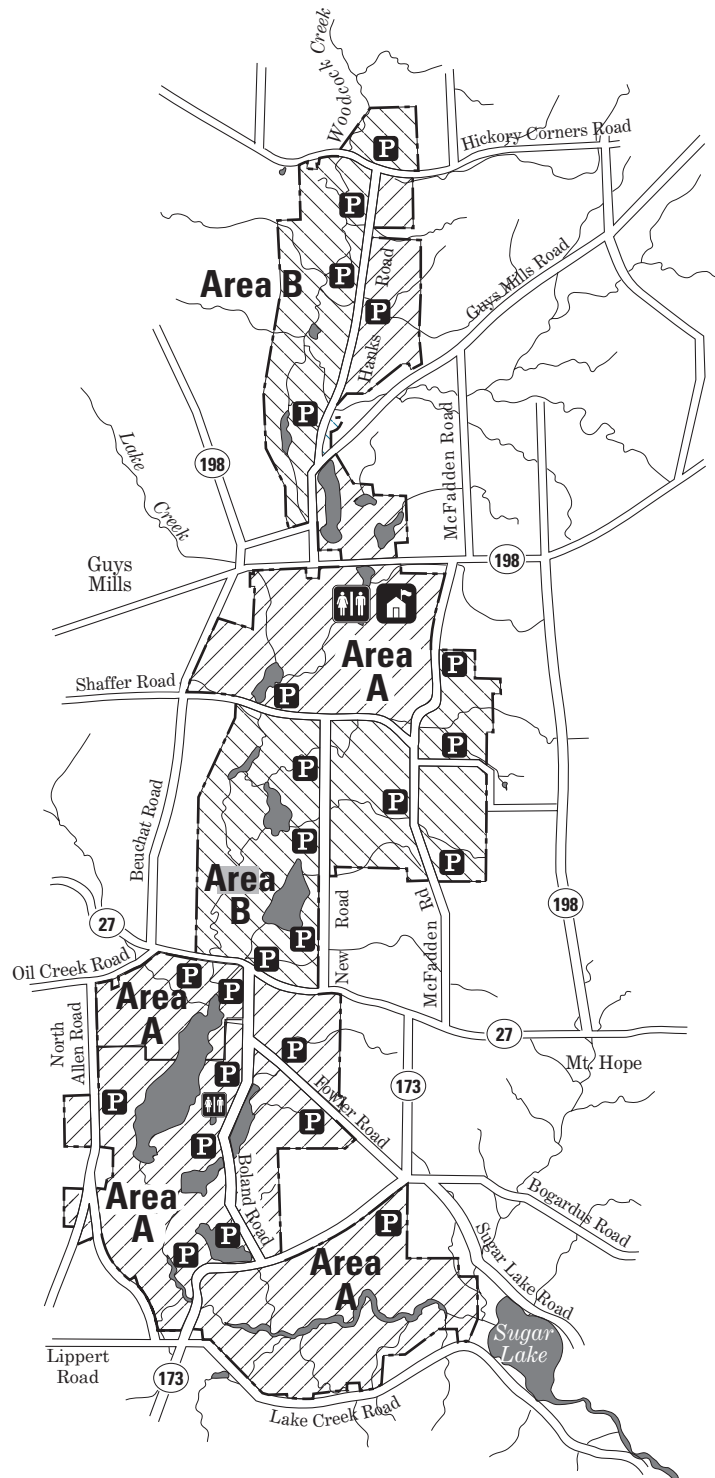 Woodcock Creek
Hickory Corners Road
P
P
Area B
P
Hanks Road
Guys Mills Road
P
P
McFadden Road
Lake Creek
198
Guys
Mills
198
Area
A
P
Shaffer Road
P
P
P
P
Beuchat Road
P
P
Area
B
New Road
McFadden Rd
198
27
P
P
Oil Creek Road
P
P
Area
A
North
Allen Road
27
Mt. Hope
P
P
173
Fowler Road
P
P
P
Boland Road
Bogardus Road
Area
A
P
Sugar Lake Road
P
P
Area
A
Sugar
Lake
Lippert
Road
173
Lake Creek Road